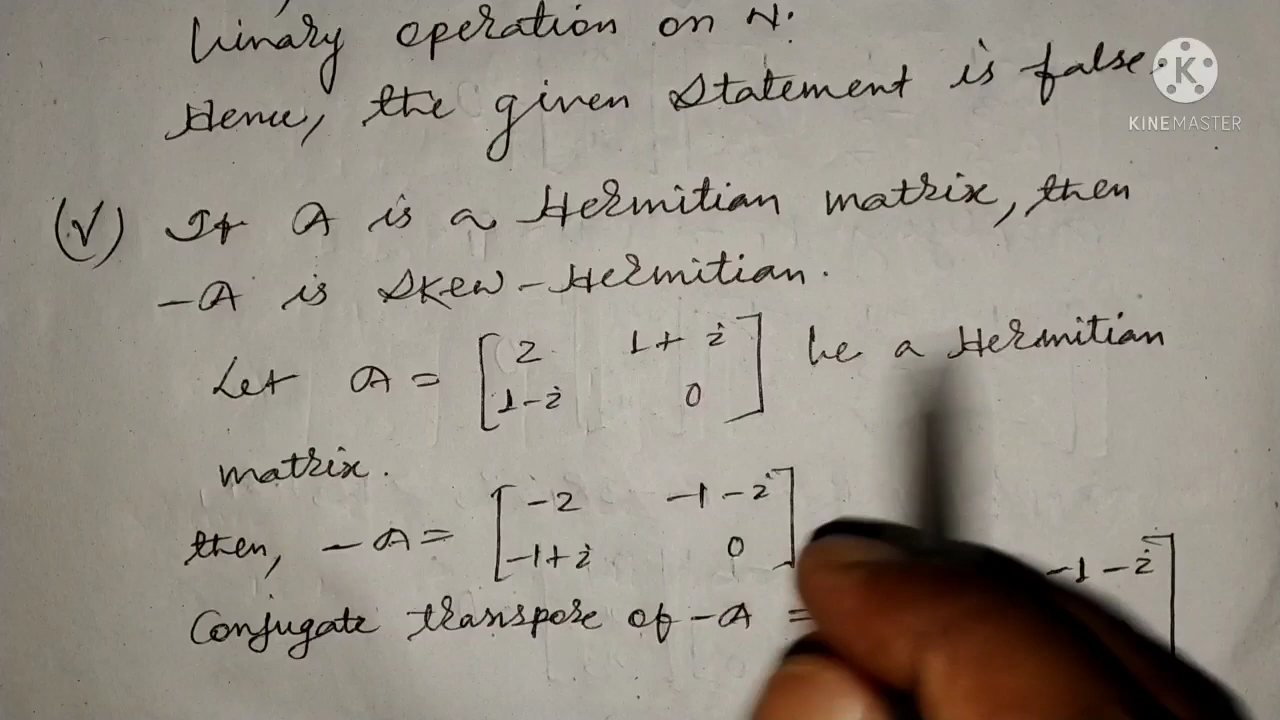 binary operation on N.
Hence, the given statement is false.
KINEMASTER
(V) If A is a Hermitian matrix, then
-A is Skew-Hermitian.
Let A = [2 1+i
1-i 0] be a Hermitian
matrix.
then, -A = [-2 -1-i
-1+i 0]
Conjugate transpose of -A =
-1-i]